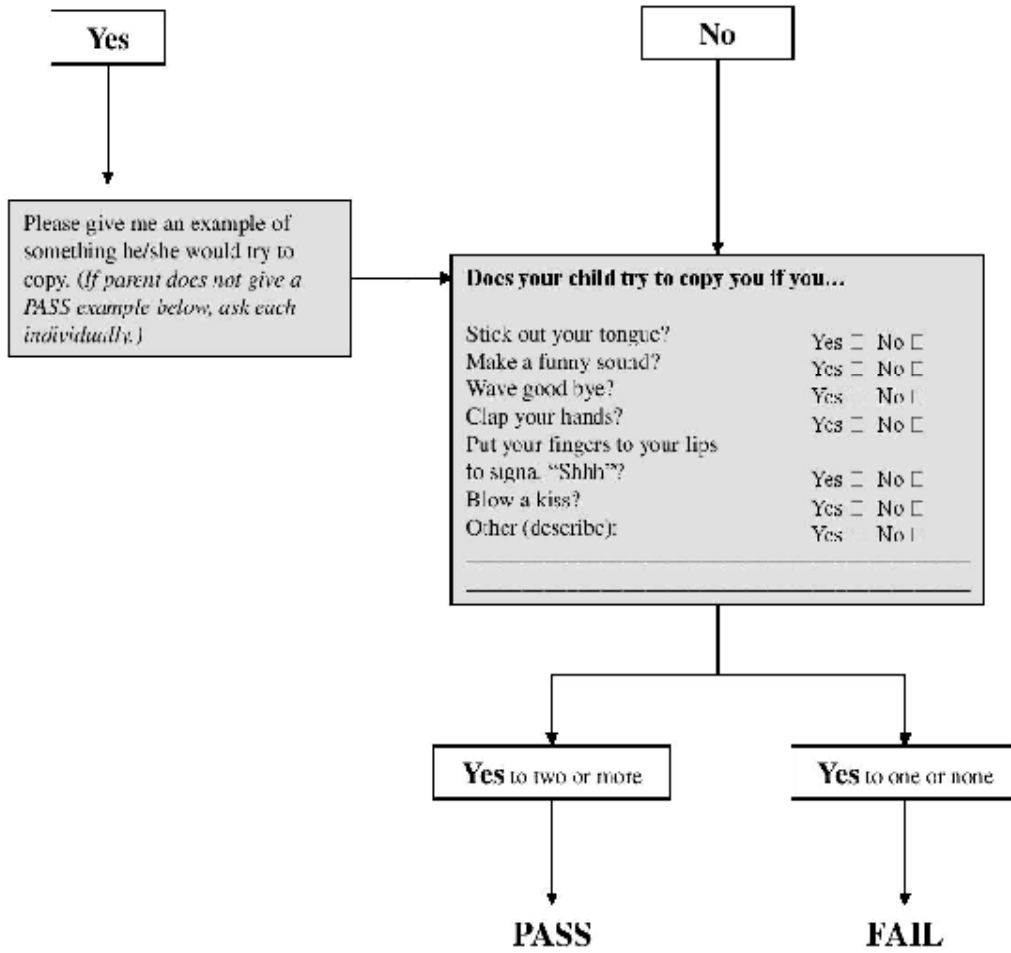 Yes
No
Please give me an example of
something he/she would try to
copy. (If parent does not give a
PASS example below, ask each
individually.)
Does your child try to copy you if you…
Stick out your tongue? Yes □ No □
Make a funny sound? Yes □ No □
Wave good bye? Yes □ No □
Clap your hands? Yes □ No □
Put your fingers to your lips
to signa. “Shhh”? Yes □ No □
Blow a kiss? Yes □ No □
Other (describe): Yes □ No □
Yes to two or more
Yes to one or none
PASS
FAIL